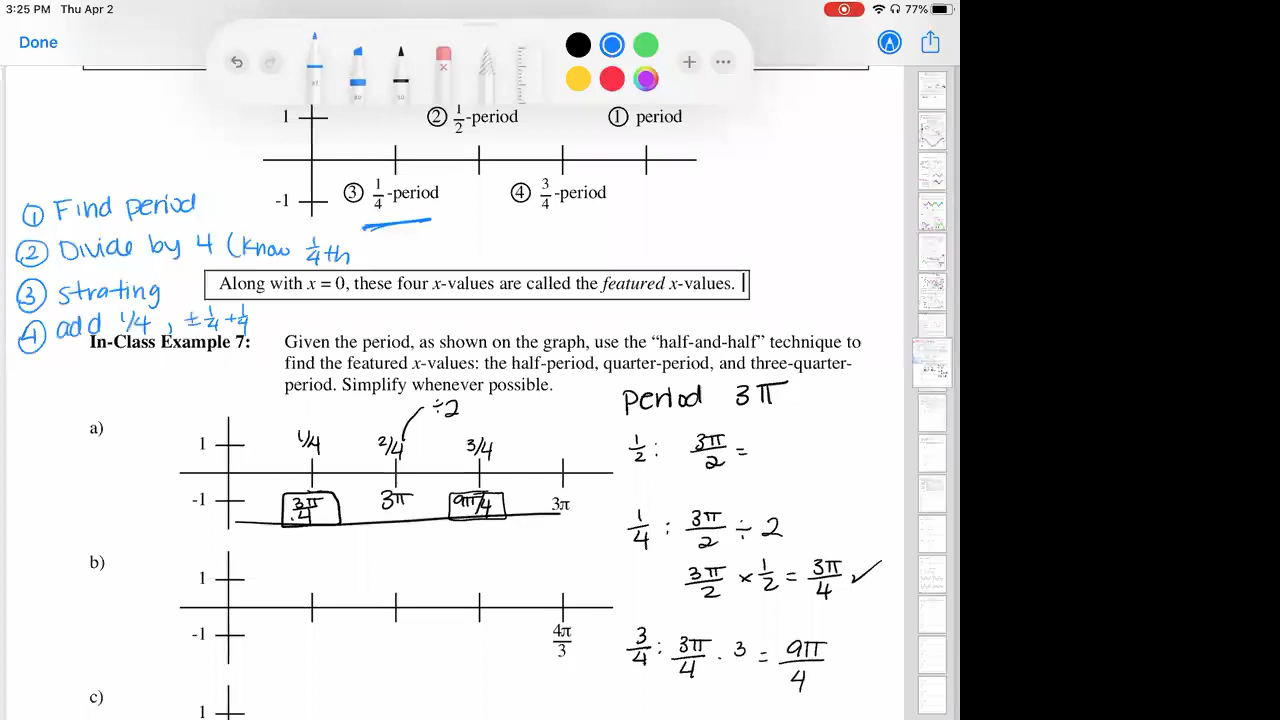 3:25 PM Thu Apr 2
77%
Done
1
② 1/2-period
① period
-1
③ 1/4-period
④ 3/4-period
① Find period
② Divide by 4 (know 1/4th
③ strating
④ add 1/4, ± 1/4 + 1/4
Along with x = 0, these four x-values are called the featured x-values.
In-Class Example 7: Given the period, as shown on the graph, use the “half-and-half” technique to
find the featured x-values: the half-period, quarter-period, and three-quarter-
period. Simplify whenever possible.
period 3π
÷2
a)
1
1/4 2/4 3/4
-1
3π/4 3π 9π/4 3π
1/2: 3π/2 =
1/4 : 3π/2 ÷ 2
3π/2 × 1/2 = 3π/4 ✓
3/4 : 3π/4 · 3 = 9π/4
b)
1
-1
4π/3
c)
1